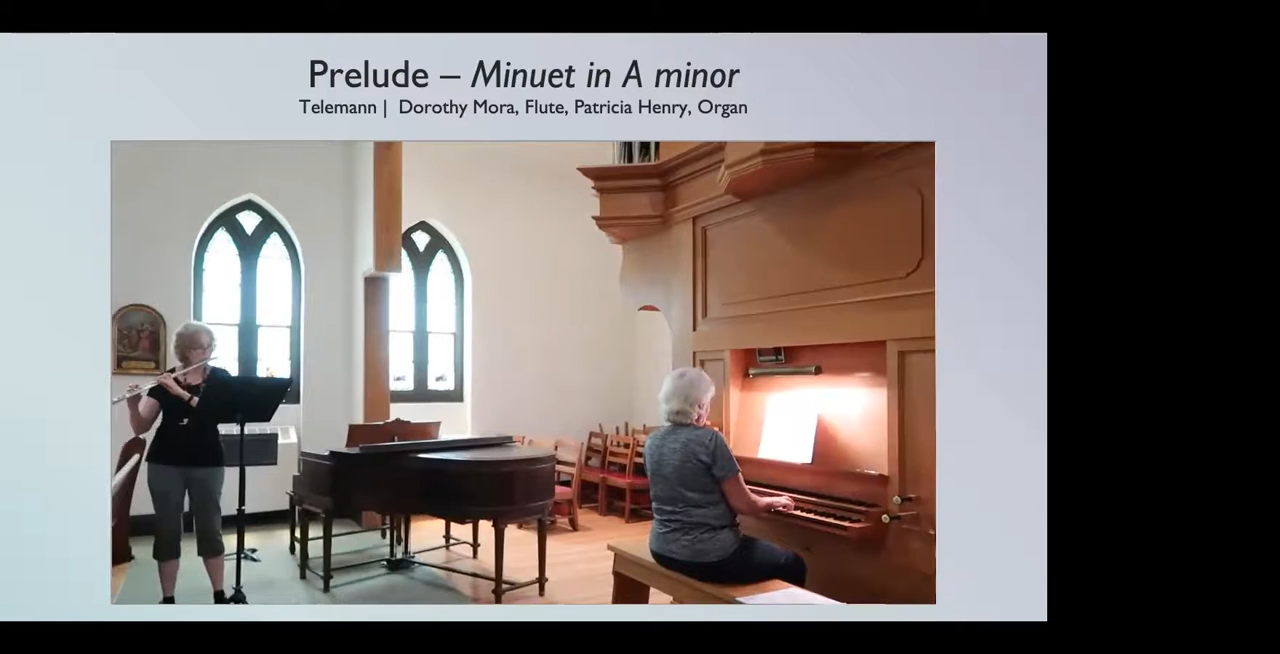 Prelude – Minuet in A minor
Telemann | Dorothy Mora, Flute, Patricia Henry, Organ